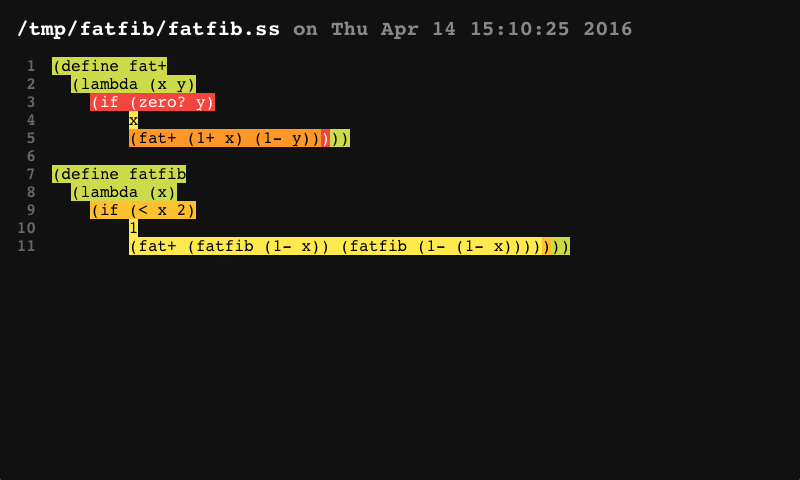 /tmp/fatfib/fatfib.ss on Thu Apr 14 15:10:25 2016
1 (define fat+
2 (lambda (x y)
3 (if (zero? y)
4 x
5 (fat+ (1+ x) (1- y)))))
6
7 (define fatfib
8 (lambda (x)
9 (if (< x 2)
10 1
11 (fat+ (fatfib (1- x)) (fatfib (1- (1- x)))))))